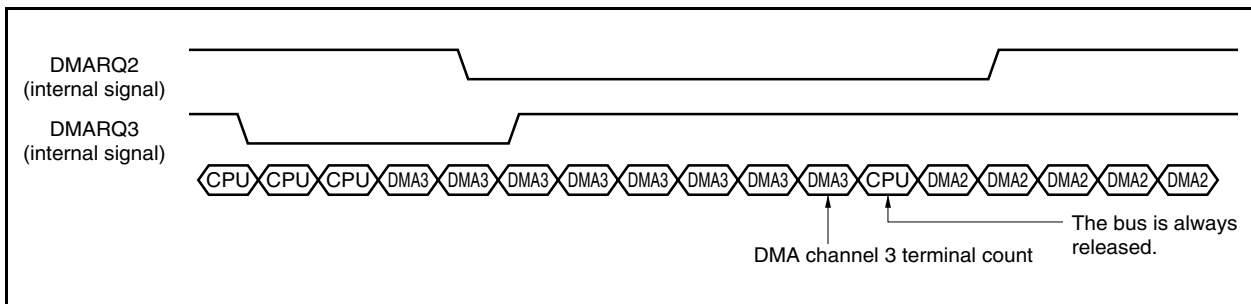 DMARQ2
(internal signal)
DMARQ3
(internal signal)
CPU CPU CPU DMA3 DMA3 DMA3 DMA3 DMA3 DMA3 DMA3 DMA3 CPU DMA2 DMA2 DMA2 DMA2 DMA2
The bus is always
released.
DMA channel 3 terminal count